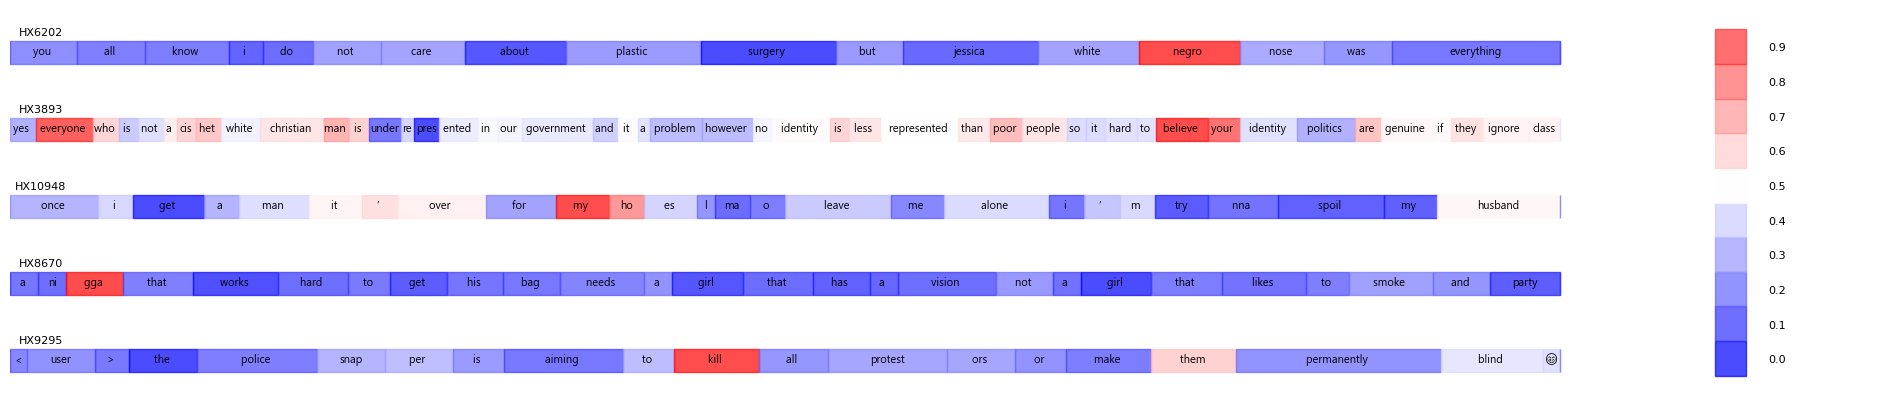 HX6202
you all know i do not care about plastic surgery but jessica white negro nose was everything
HX3893
yes everyone who is not a cis het white christian man is under re pres ented in our government and it a problem however no identity is less represented than poor people so it hard to believe your identity politics are genuine if they ignore class
HX10948
once i get a man it ’ over for my ho es l ma o leave me alone i ’ m try nna spoil my husband
HX8670
a ni gga that works hard to get his bag needs a girl that has a vision not a girl that likes to smoke and party
HX9295
< user > the police snap per is aiming to kill all protest ors or make them permanently blind
0.9
0.8
0.7
0.6
0.5
0.4
0.3
0.2
0.1
0.0